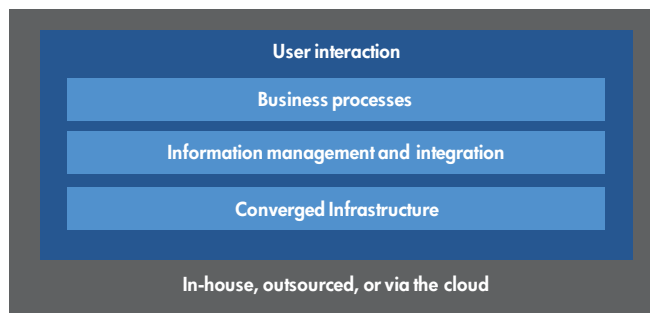 User interaction
Business processes
Information management and integration
Converged Infrastructure
In-house, outsourced, or via the cloud